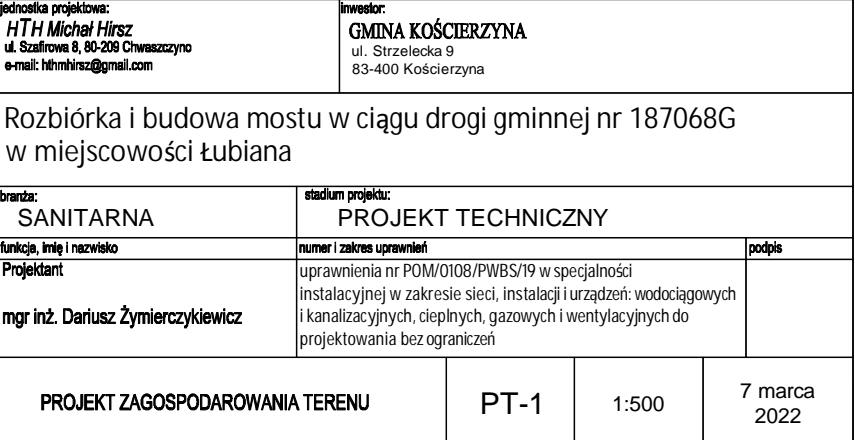 jednostka projektowa:
HTH Michał Hirsz
ul. Szafirowa 8, 80-209 Chwaszczyno
e-mail: hthmhirsz@gmail.com
inwestor:
GMINA KOŚCIERZYNA
ul. Strzelecka 9
83-400 Kościerzyna
Rozbiórka i budowa mostu w ciągu drogi gminnej nr 187068G
w miejscowości Łubiana
branża:
SANITARNA
stadium projektu:
PROJEKT TECHNICZNY
funkcja, imię i nazwisko
numer i zakres uprawnień
podpis
Projektant
mgr inż. Dariusz Żymierczykiewicz
uprawnienia nr POM/0108/PWBS/19 w specjalności
instalacyjnej w zakresie sieci, instalacji i urządzeń: wodociągowych
i kanalizacyjnych, cieplnych, gazowych i wentylacyjnych do
projektowania bez ograniczeń
PROJEKT ZAGOSPODAROWANIA TERENU
PT-1
1:500
7 marca
2022